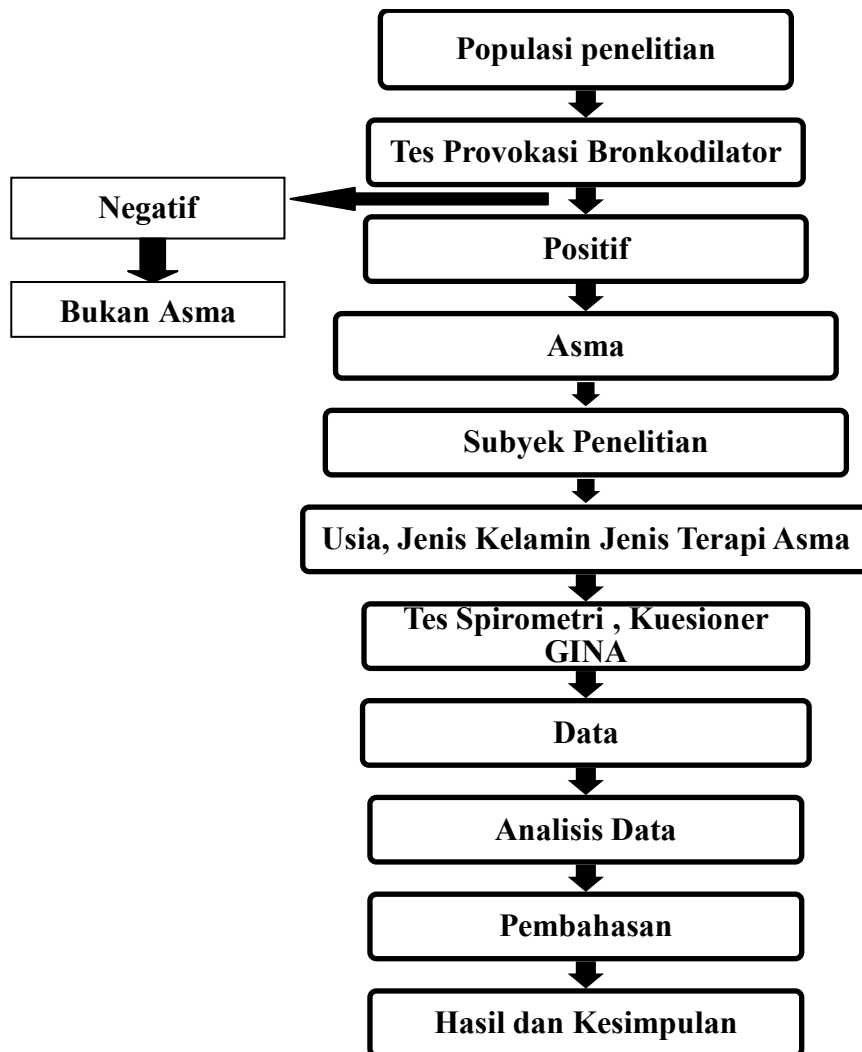 Populasi penelitian
Tes Provokasi Bronkodilator
Negatif
Positif
Bukan Asma
Asma
Subyek Penelitian
Usia, Jenis Kelamin Jenis Terapi Asma
Tes Spirometri , Kuesioner
GINA
Data
Analisis Data
Pembahasan
Hasil dan Kesimpulan